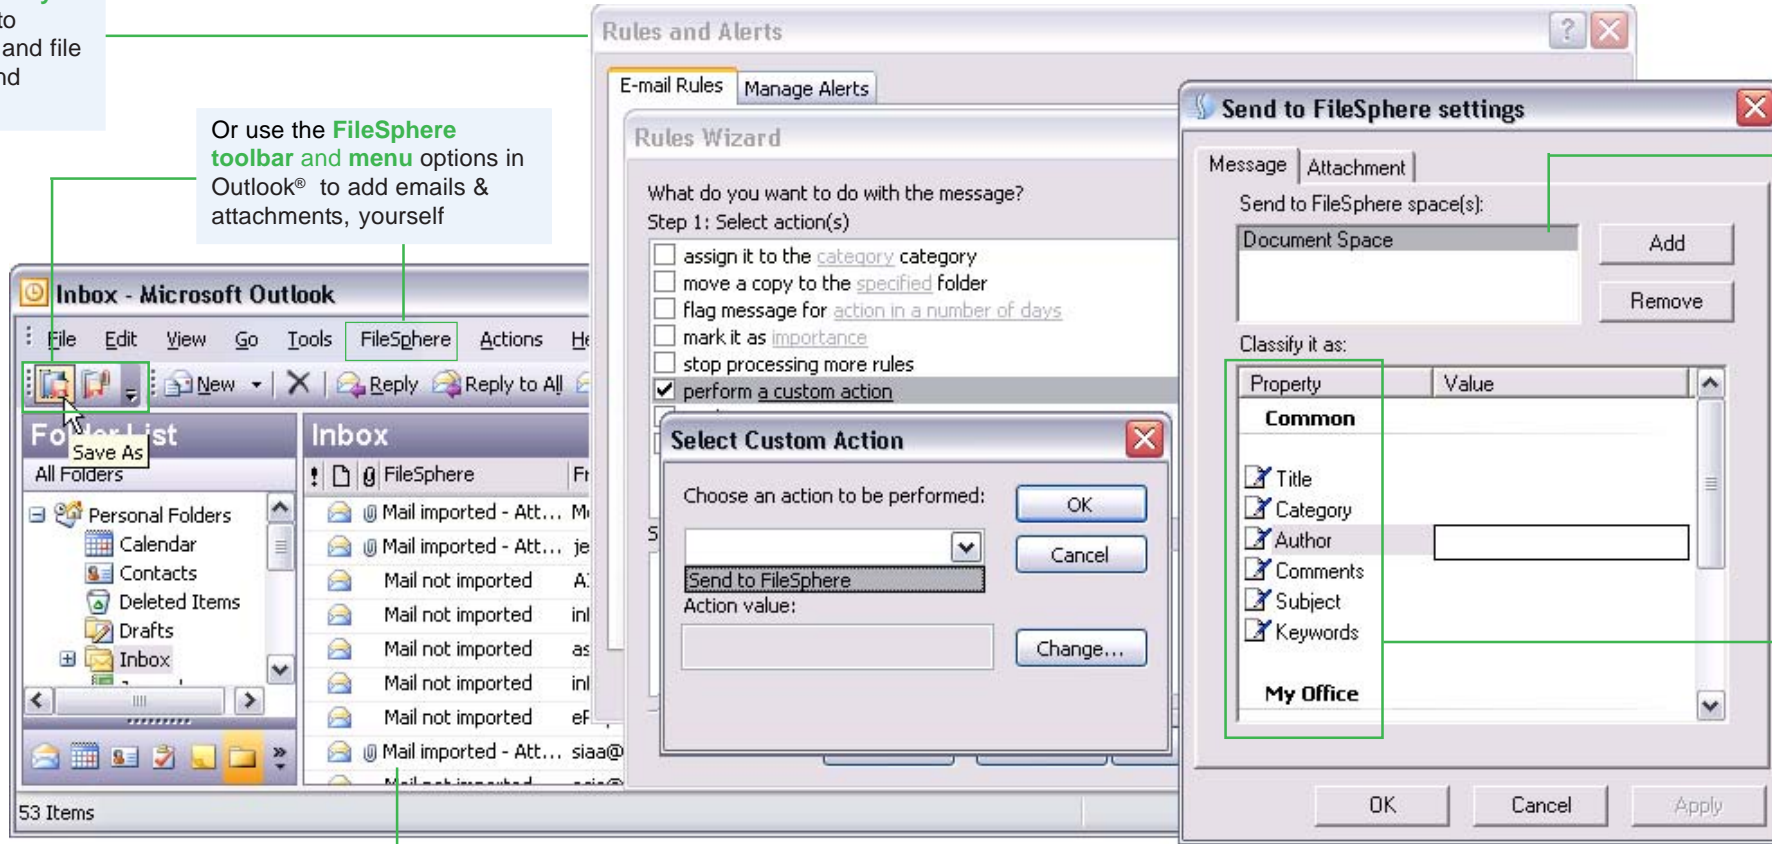 to
and file
Or use the FileSphere
toolbar and menu options in
Outlook® to add emails &
attachments, yourself
Rules and Alerts
E-mail Rules
Manage Alerts
Rules Wizard
What do you want to do with the message?
Step 1: Select action(s)
assign it to the category category
move a copy to the specified folder
flag message for action in a number of days
mark it as importance
stop processing more rules
perform a custom action
Select Custom Action
Choose an action to be performed:
Send to FileSphere
Action value:
OK
Cancel
Change...
Send to FileSphere settings
Message
Attachment
Send to FileSphere space(s):
Document Space
Add
Remove
Classify it as:
Property
Value
Common
Title
Category
Author
Comments
Subject
Keywords
My Office
OK
Cancel
Apply
Inbox - Microsoft Outlook
File Edit View Go Tools FileSphere Actions
New Reply Reply to All
Save As
All Folders
Personal Folders
Calendar
Contacts
Deleted Items
Drafts
Inbox
Inbox
FileSphere
Mail imported - Att...
Mail imported - Att...
Mail not imported
Mail not imported
Mail not imported
Mail not imported
Mail not imported
Mail imported - Att... siaa@
Mail not imported
53 Items